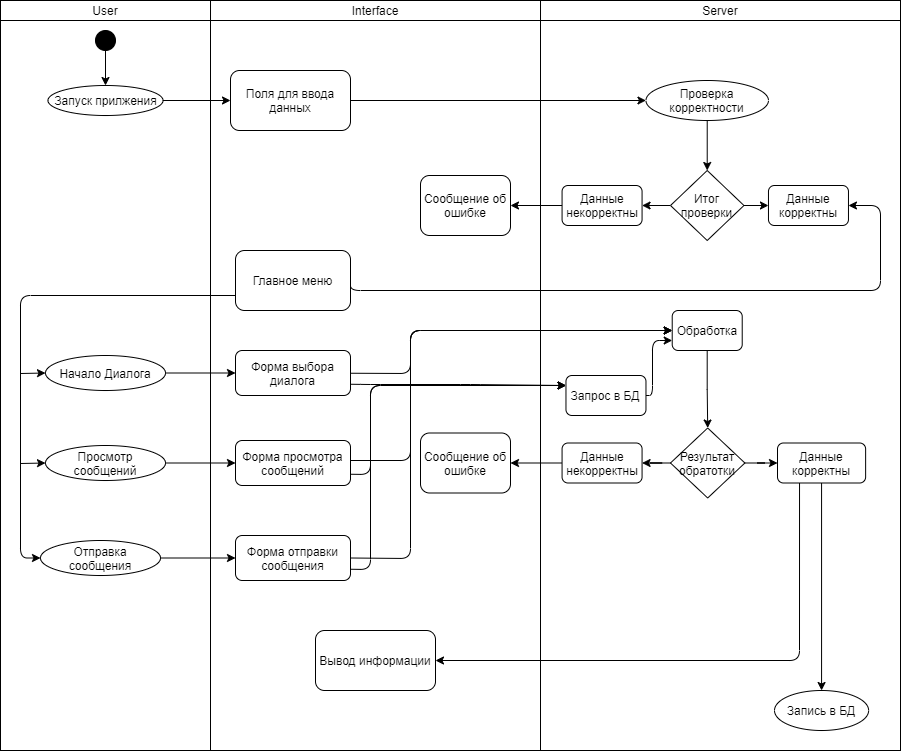 User
Interface
Server
Запуск прилжения
Поля для ввода
данных
Проверка
корректности
Сообщение об
ошибке
Данные
некорректны
Итог
проверки
Данные
корректны
Главное меню
Обработка
Начало Диалога
Форма выбора
диалога
Запрос в БД
Просмотр
сообщений
Форма просмотра
сообщений
Сообщение об
ошибке
Данные
некорректны
Результат
обратотки
Данные
корректны
Отправка
сообщения
Форма отправки
сообщения
Вывод информации
Запись в БД